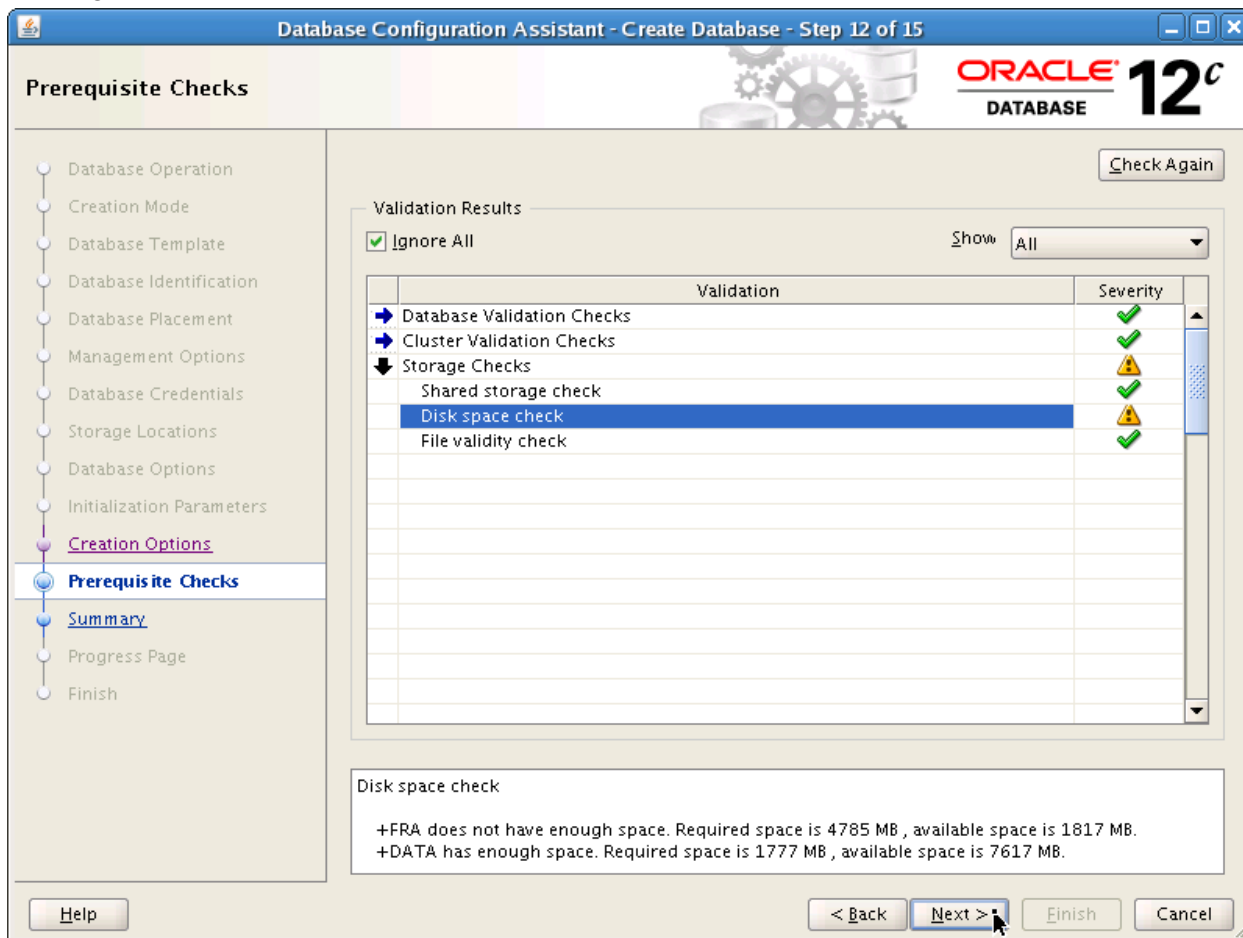 Database Configuration Assistant - Create Database - Step 12 of 15
Prerequisite Checks
ORACLE
DATABASE
12c
Database Operation
Creation Mode
Database Template
Database Identification
Database Placement
Management Options
Database Credentials
Storage Locations
Database Options
Initialization Parameters
Creation Options
Prerequisite Checks
Summary
Progress Page
Finish
Check Again
Validation Results
Ignore All
Show All
Validation Severity
Database Validation Checks
Cluster Validation Checks
Storage Checks
Shared storage check
Disk space check
File validity check
Disk space check
+FRA does not have enough space. Required space is 4785 MB , available space is 1817 MB.
+DATA has enough space. Required space is 1777 MB , available space is 7617 MB.
Help
< Back
Next >
Finish
Cancel